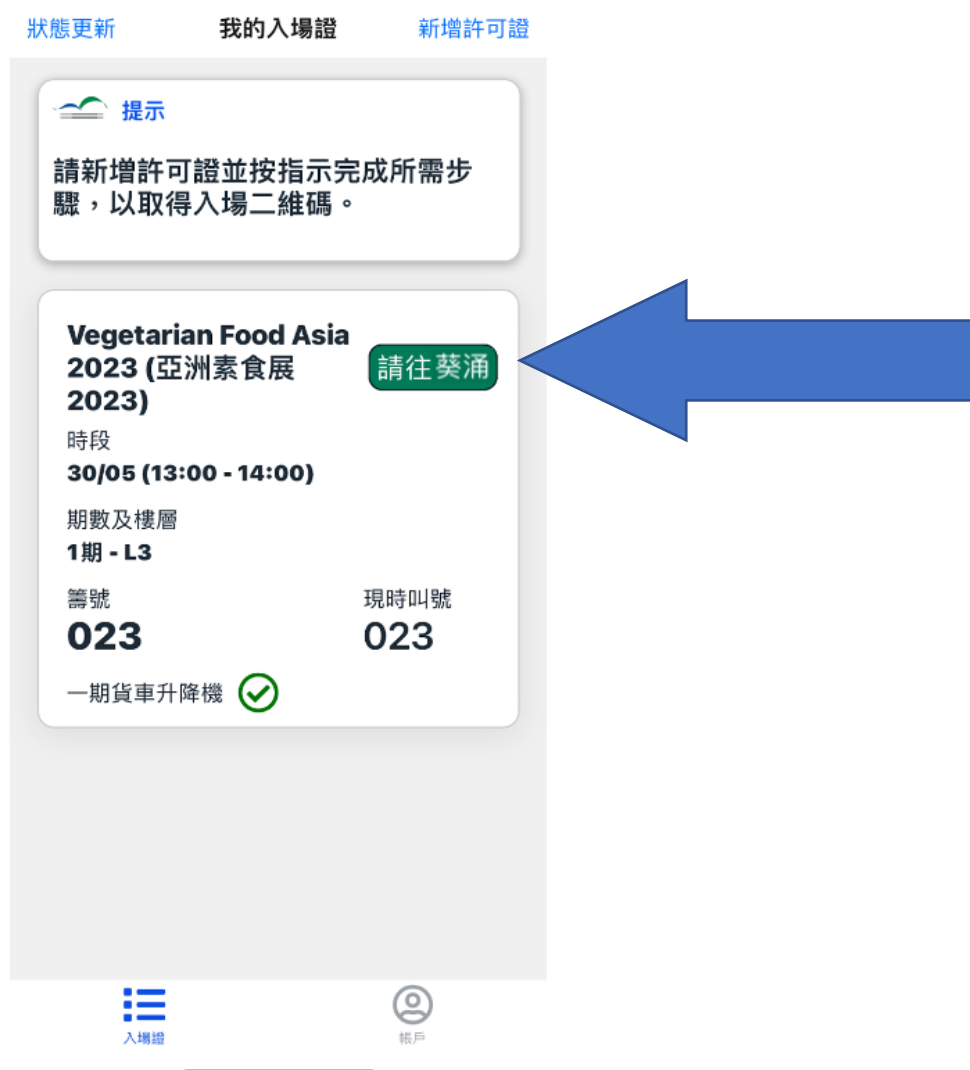 狀態更新
我的入場證
新增許可證
提示
請新增許可證並按指示完成所需步
驟，以取得入場二維碼。
Vegetarian Food Asia
2023 (亞洲素食展
2023)
請往葵涌
時段
30/05 (13:00 - 14:00)
期數及樓層
1期 - L3
籌號
現時叫號
023
023
一期貨車升降機
入場證
帳戶